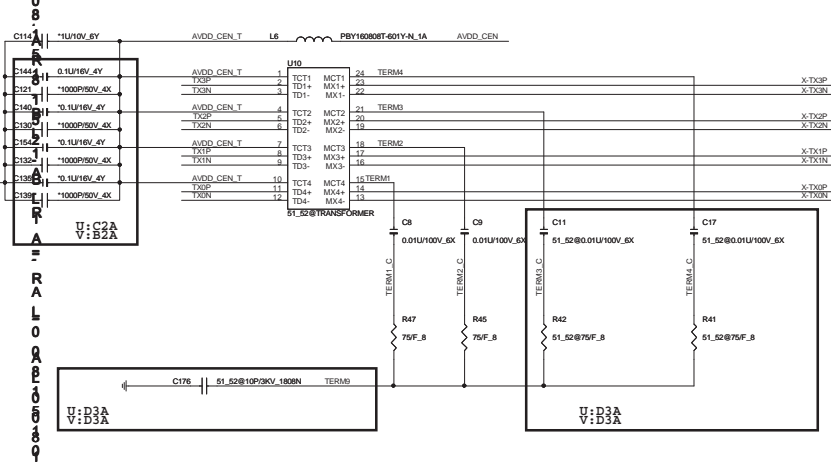 C114 *1U/10V_6Y AVDD_CEN_T L6 PBY160808T-601Y-N_1A AVDD_CEN
U10
C144 0.1U/16V_4Y AVDD_CEN_T 1 TCT1 MCT1 24 TERM4
TX3P 2 TD1+ MX1+ 23 X-TX3P
C121 *1000P/50V_4X TX3N 3 TD1- MX1- 22 X-TX3N
C140 *0.1U/16V_4Y AVDD_CEN_T 4 TCT2 MCT2 21 TERM3
TX2P 5 TD2+ MX2+ 20 X-TX2P
C130 *1000P/50V_4X TX2N 6 TD2- MX2- 19 X-TX2N
C154 *0.1U/16V_4Y AVDD_CEN_T 7 TCT3 MCT3 18 TERM2
TX1P 8 TD3+ MX3+ 17 X-TX1P
C132 *1000P/50V_4X TX1N 9 TD3- MX3- 16 X-TX1N
C135 *0.1U/16V_4Y AVDD_CEN_T 10 TCT4 MCT4 15 TERM1
TX0P 11 TD4+ MX4+ 14 X-TX0P
C139 *1000P/50V_4X TX0N 12 TD4- MX4- 13 X-TX0N
51_52@TRANSFORMER
U:C2A
V:B2A
C8 C9 C11 C17
0.01U/100V_6X 0.01U/100V_6X 51_52@0.01U/100V_6X 51_52@0.01U/100V_6X
TERM1_C TERM2_C TERM3_C TERM4_C
R47 R45 R42 R41
75/F_8 75/F_8 51_52@75/F_8 51_52@75/F_8
C176 51_52@10P/3KV_1808N TERM9
U:D3A
V:D3A
U:D3A
V:D3A